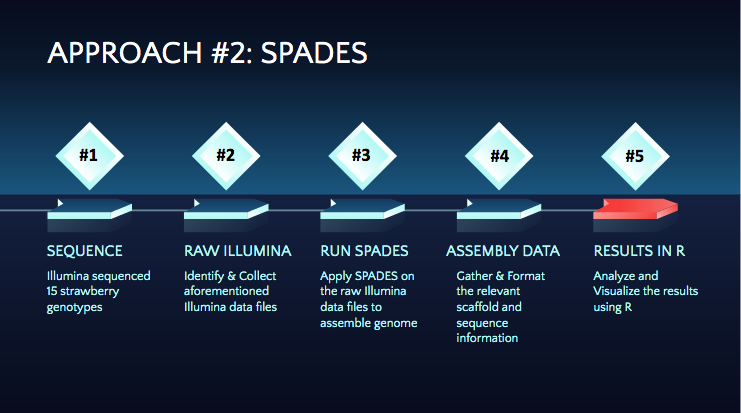 APPROACH #2: SPADES
#1
#2
#3
#4
#5
SEQUENCE
Illumina sequenced
15 strawberry
genotypes
RAW ILLUMINA
Identify & Collect
aforementioned
Illumina data files
RUN SPADES
Apply SPADES on
the raw Illumina
data files to
assemble genome
ASSEMBLY DATA
Gather & Format
the relevant
scaffold and
sequence
information
RESULTS IN R
Analyze and
Visualize the results
using R